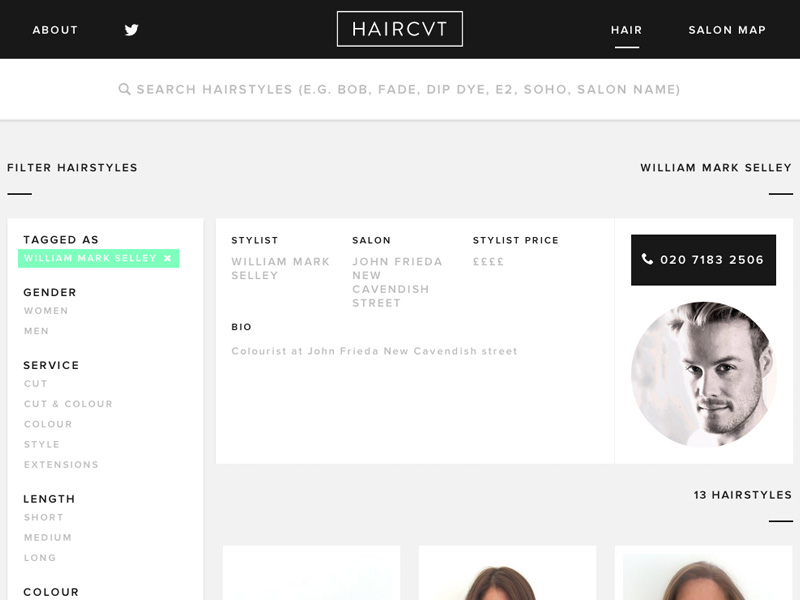 ABOUT
HAIRCVT
HAIR
SALON MAP
SEARCH HAIRSTYLES (E.G. BOB, FADE, DIP DYE, E2, SOHO, SALON NAME)
FILTER HAIRSTYLES
WILLIAM MARK SELLEY
TAGGED AS
WILLIAM MARK SELLEY ×
GENDER
WOMEN
MEN
SERVICE
CUT
CUT & COLOUR
COLOUR
STYLE
EXTENSIONS
LENGTH
SHORT
MEDIUM
LONG
COLOUR
STYLIST
WILLIAM MARK
SELLEY
SALON
JOHN FRIEDA
NEW
CAVENDISH
STREET
STYLIST PRICE
££££
BIO
Colourist at John Frieda New Cavendish street
020 7183 2506
13 HAIRSTYLES